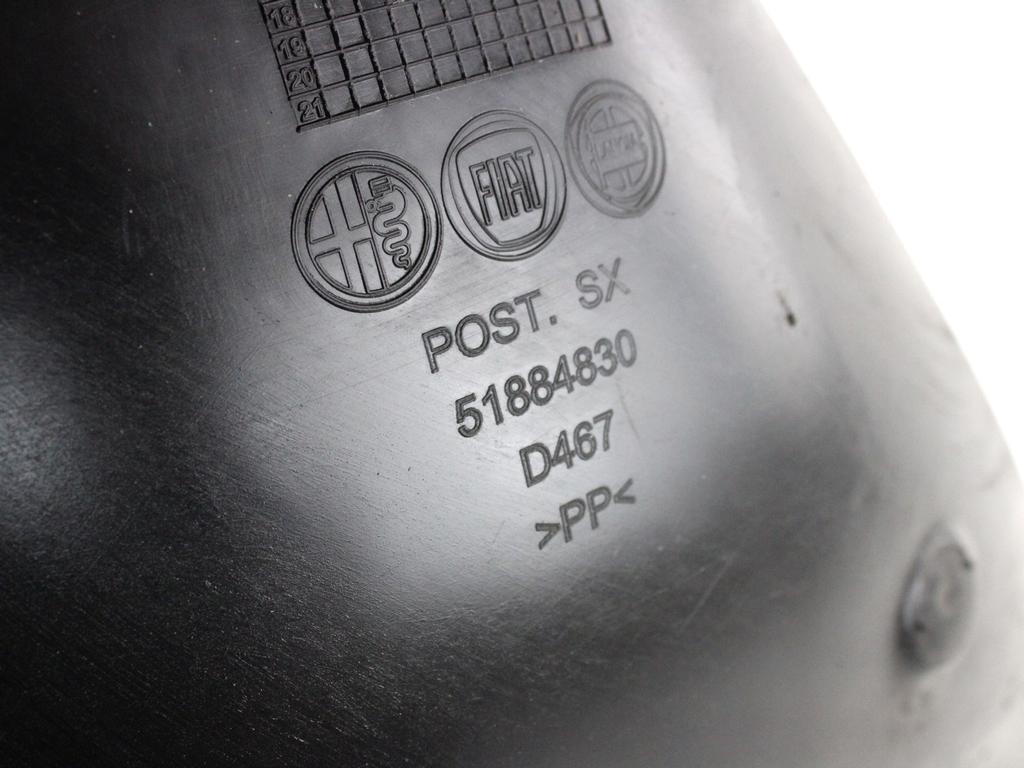 18
19
20
21
FIAT
POST. SX
51884830
D467
>PP<